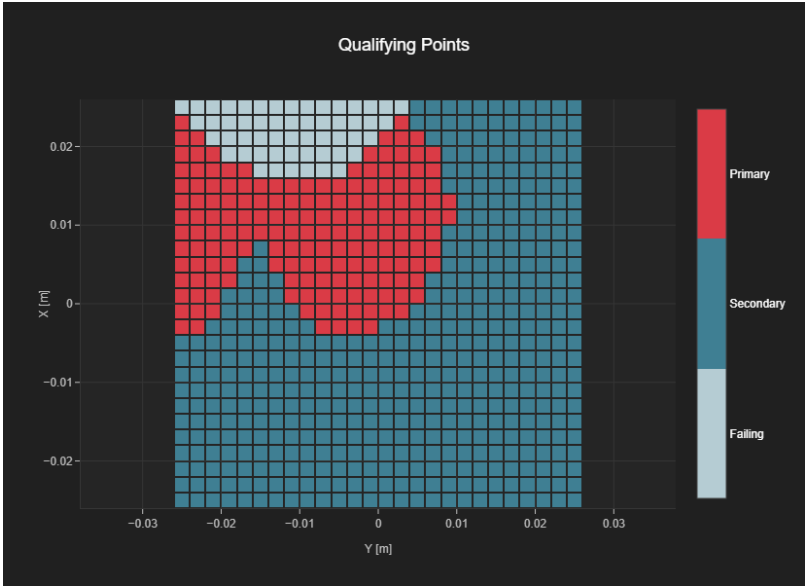 Qualifying Points
0.02
0.01
0
−0.01
−0.02
X [m]
−0.03
−0.02
−0.01
0
0.01
0.02
0.03
Y [m]
Primary
Secondary
Failing